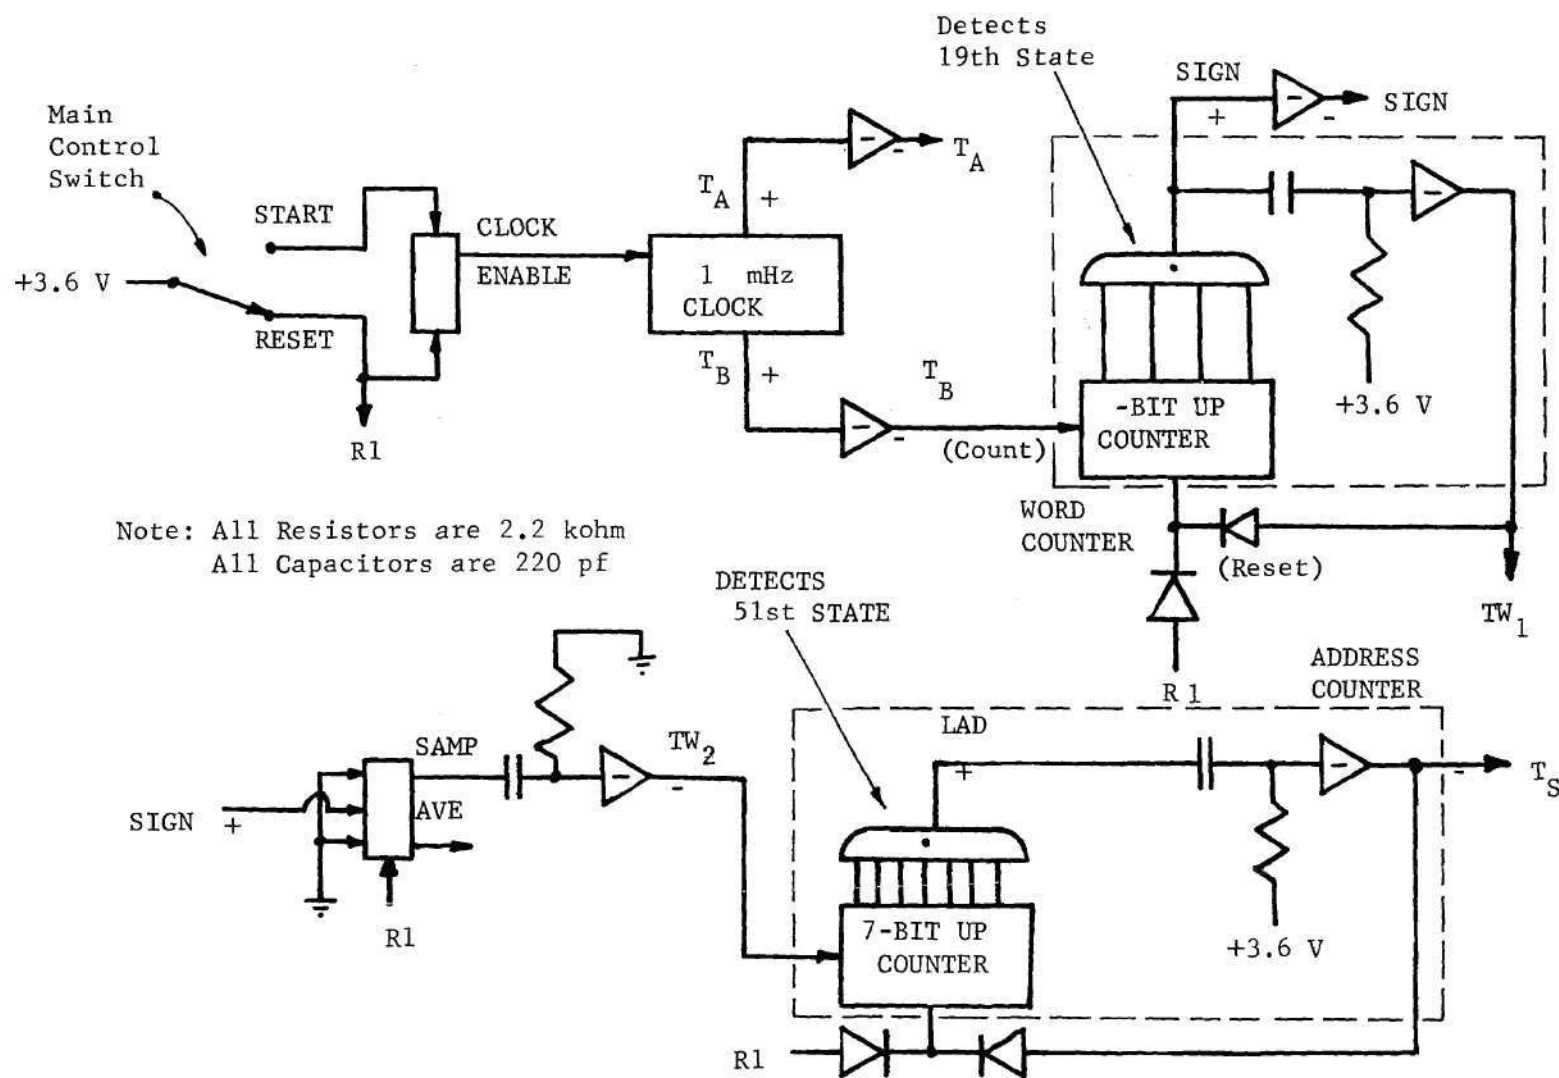 Detects
19th State
SIGN
+
-
SIGN
-
Main
Control
Switch
START
+3.6 V
RESET
R1
CLOCK
ENABLE
T_A
+
-
-
T_A
1 mHz
CLOCK
T_B
+
-
-
T_B
(Count)
-BIT UP
COUNTER
-
+3.6 V
WORD
COUNTER
(Reset)
TW_1
R1
Note: All Resistors are 2.2 kohm
All Capacitors are 220 pf
DETECTS
51st STATE
ADDRESS
COUNTER
SIGN +
SAMP
AVE
R1
-
TW_2
-
LAD
+
-
-
T_S
7-BIT UP
COUNTER
+3.6 V
R1